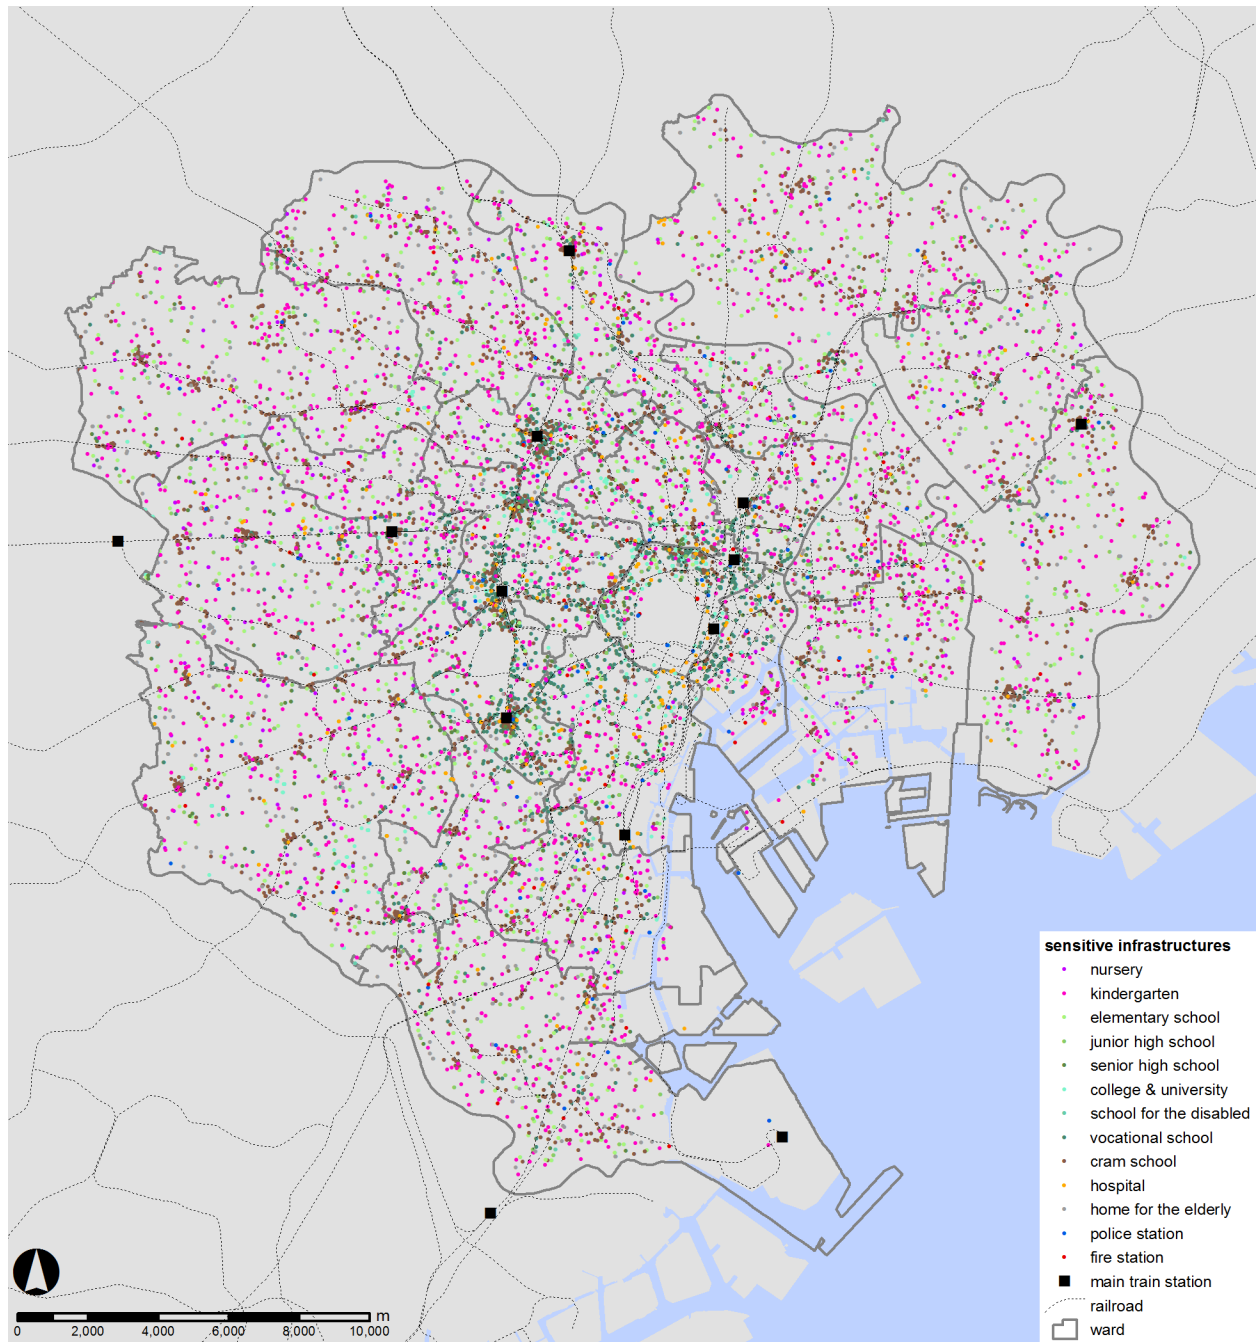 sensitive infrastructures
nursery
kindergarten
elementary school
junior high school
senior high school
college & university
school for the disabled
vocational school
cram school
hospital
home for the elderly
police station
fire station
main train station
railroad
ward
m
0 2,000 4,000 6,000 8,000 10,000